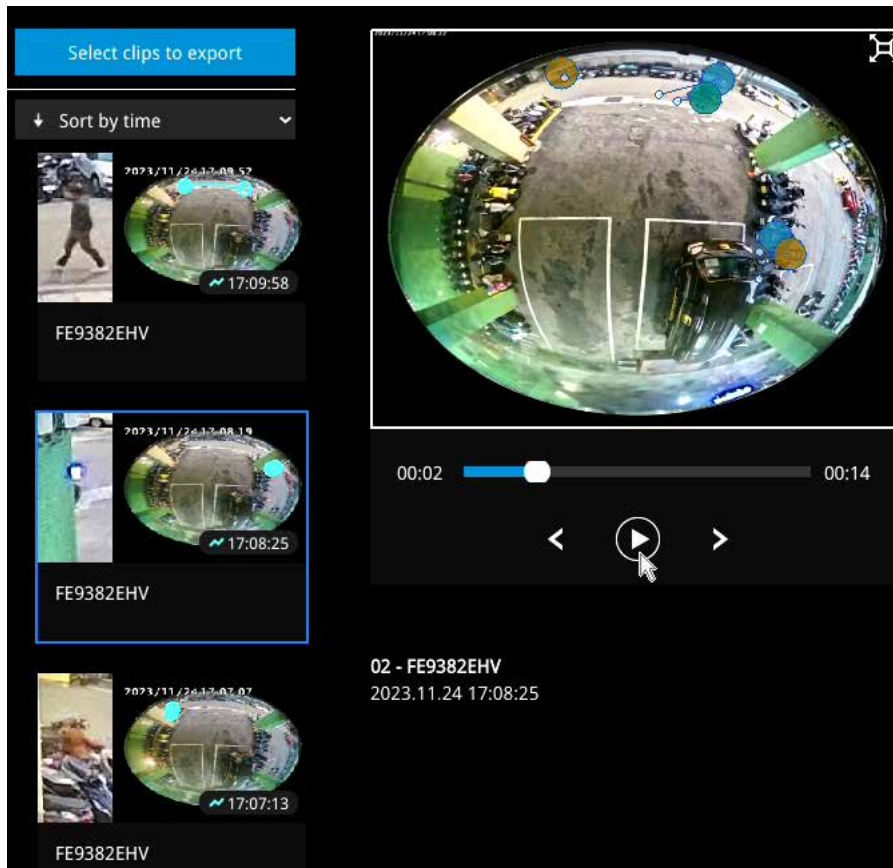 Select clips to export
Sort by time
2023/11/24 17:09:52
17:09:58
FE9382EHV
2023/11/24 17:08:19
17:08:25
FE9382EHV
2023/11/24 17:07:07
17:07:13
FE9382EHV
00:02
00:14
02 - FE9382EHV
2023.11.24 17:08:25